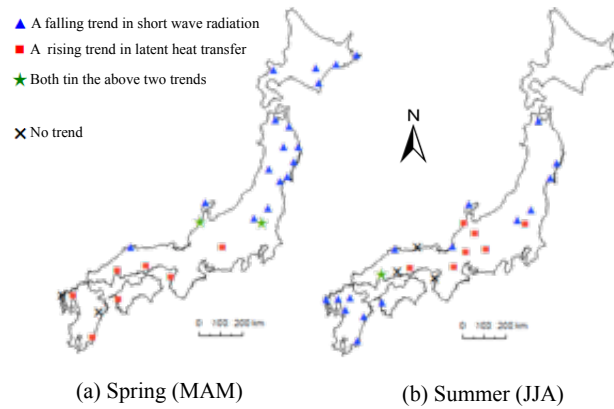 A falling trend in short wave radiation
A rising trend in latent heat transfer
Both tin the above two trends
No trend
N
0 100 200 km
0 100 200 km
(a) Spring (MAM)
(b) Summer (JJA)